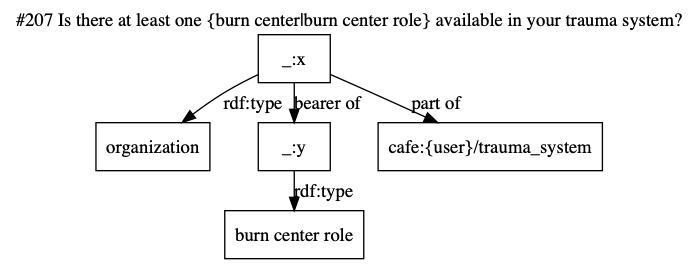 #207 Is there at least one {burn center|burn center role} available in your trauma system?
_:x
rdf:type
bearer of
part of
organization
_:y
cafe:{user}/trauma_system
rdf:type
burn center role